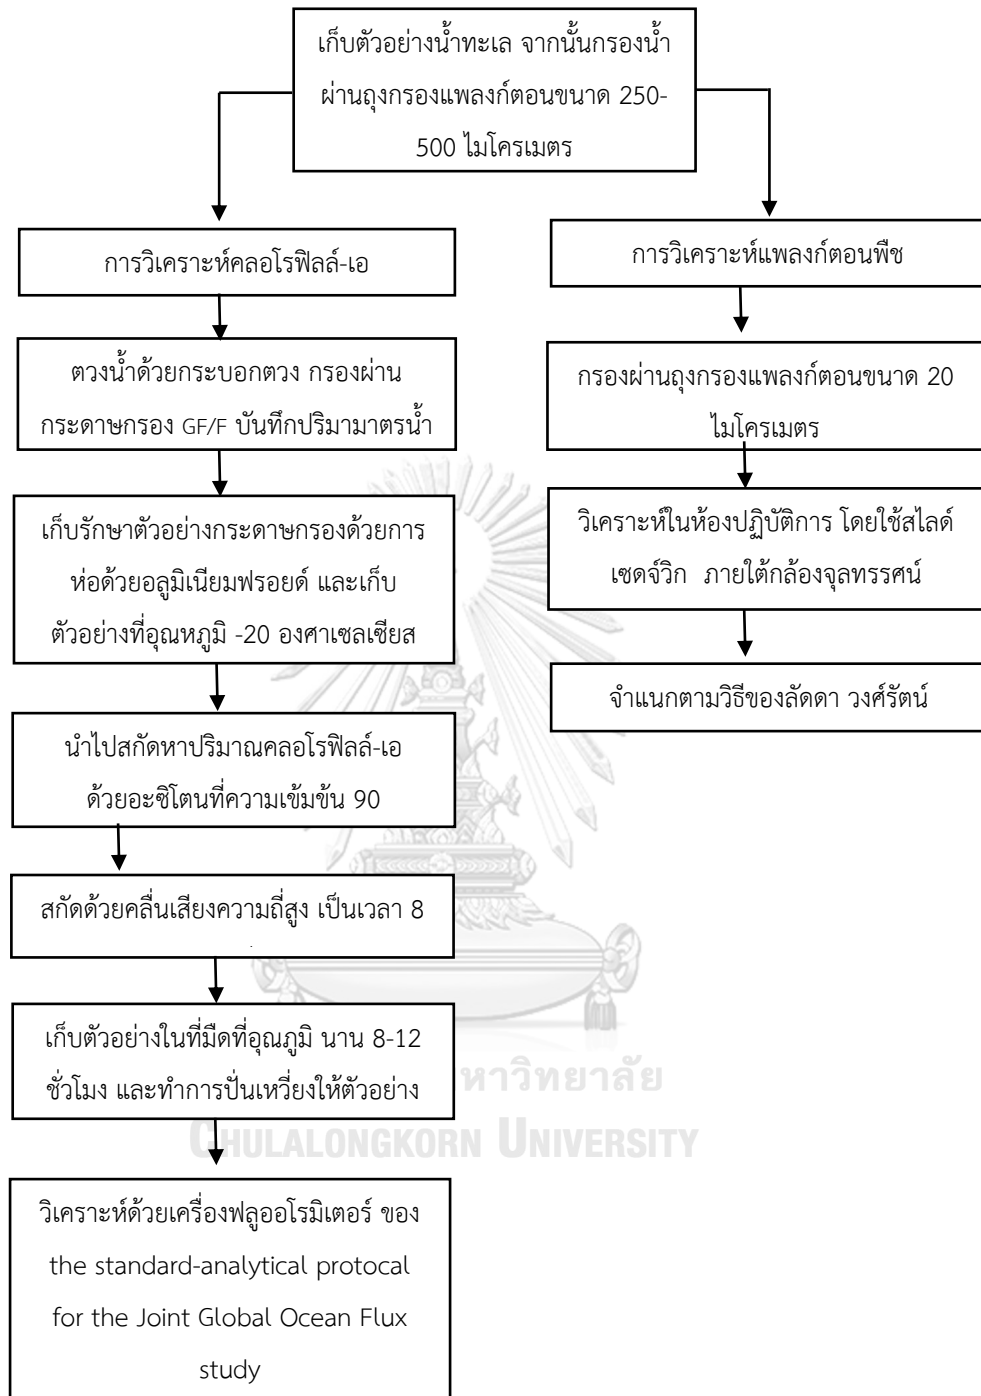 เก็บตัวอย่างน้ำทะเล จากนั้นกรองน้ำ
ผ่านถุงกรองแพลงก์ตอนขนาด 250-
500 ไมโครเมตร
การวิเคราะห์คลอโรฟิลล์-เอ
ตวงน้ำด้วยกระบอกตวง กรองผ่าน
กระดาษกรอง GF/F บันทึกปริมามาตรน้ำ
เก็บรักษาตัวอย่างกระดาษกรองด้วยการ
ห่อด้วยอลูมิเนียมฟรอยด์ และเก็บ
ตัวอย่างที่อุณหภูมิ -20 องศาเซลเซียส
นำไปสกัดหาปริมาณคลอโรฟิลล์-เอ
ด้วยอะซิโตนที่ความเข้มข้น 90
สกัดด้วยคลื่นเสียงความถี่สูง เป็นเวลา 8
เก็บตัวอย่างในที่มืดที่อุณภูมิ นาน 8-12
ชั่วโมง และทำการปั่นเหวี่ยงให้ตัวอย่าง
วิเคราะห์ด้วยเครื่องฟลูออโรมิเตอร์ ของ
the standard-analytical protocal
for the Joint Global Ocean Flux
study
การวิเคราะห์แพลงก์ตอนพืช
กรองผ่านถุงกรองแพลงก์ตอนขนาด 20
ไมโครเมตร
วิเคราะห์ในห้องปฏิบัติการ โดยใช้สไลด์
เซดจ์วิก ภายใต้กล้องจุลทรรศน์
จำแนกตามวิธีของลัดดา วงศ์รัตน์
หาวิทยาลัย
CHULALONGKORN UNIVERSITY